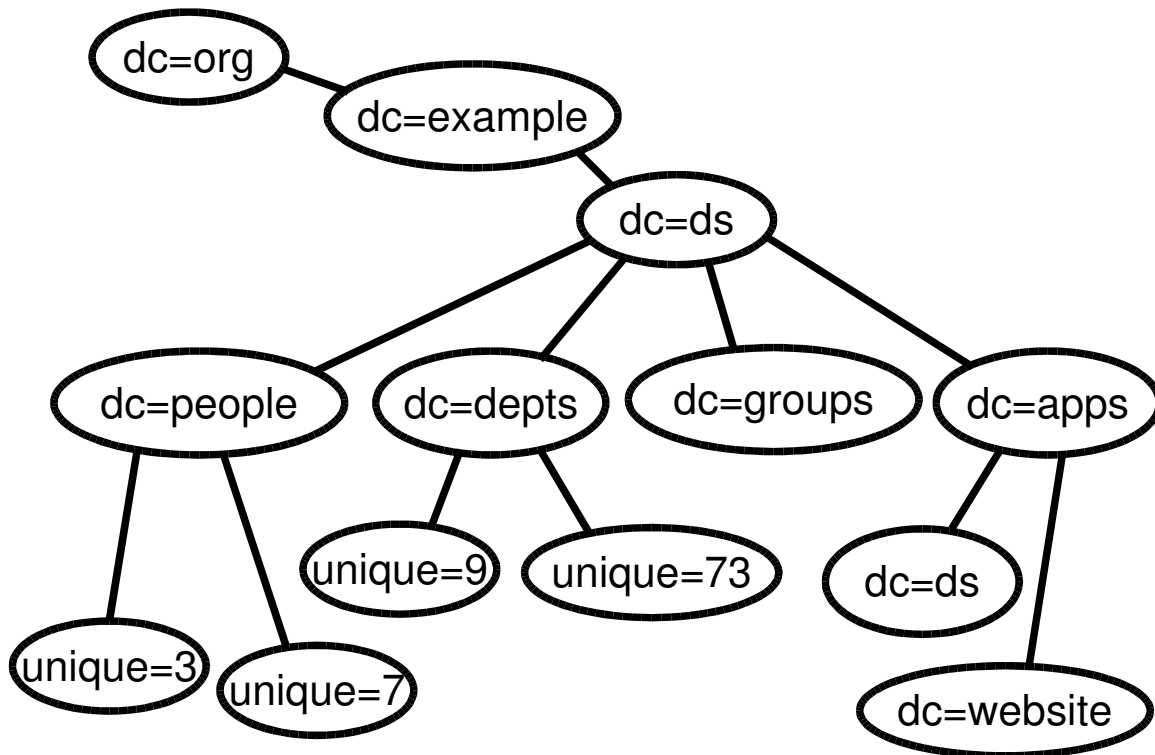 dc=org
dc=example
dc=ds
dc=people
dc=depts
dc=groups
dc=apps
unique=9
unique=73
dc=ds
unique=3
unique=7
dc=website